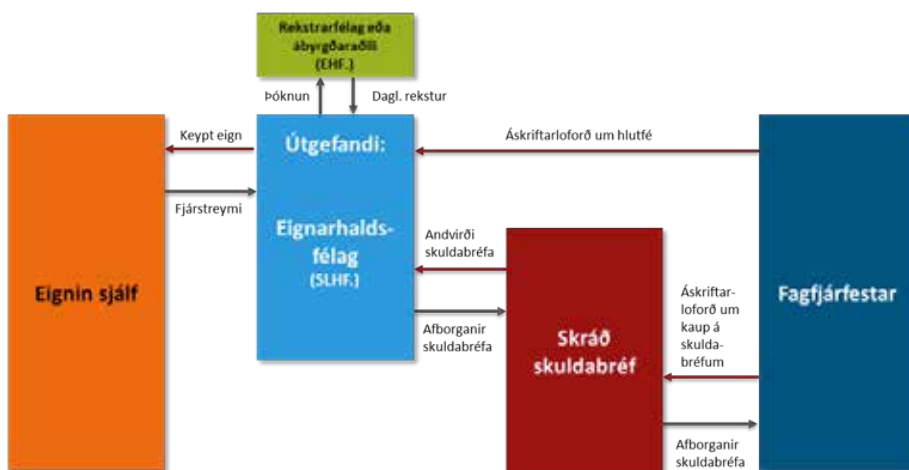 Rekstrarfélag eða
ábyrgðaraðili
(EHF.)
Þóknun
Dagl. rekstur
Keypt eign
Útgefandi:
Áskriftarloforð um hlutfé
Fjárstreymi
Eignarhalds-
félag
(SLHF.)
Andvirði
skuldabréfa
Eignin sjálf
Fagfjárfestar
Áskriftar-
loforð um
kaup á
skulda-
bréfum
Afborganir
skuldabréfa
Skráð
skuldabréf
Afborganir
skuldabréfa